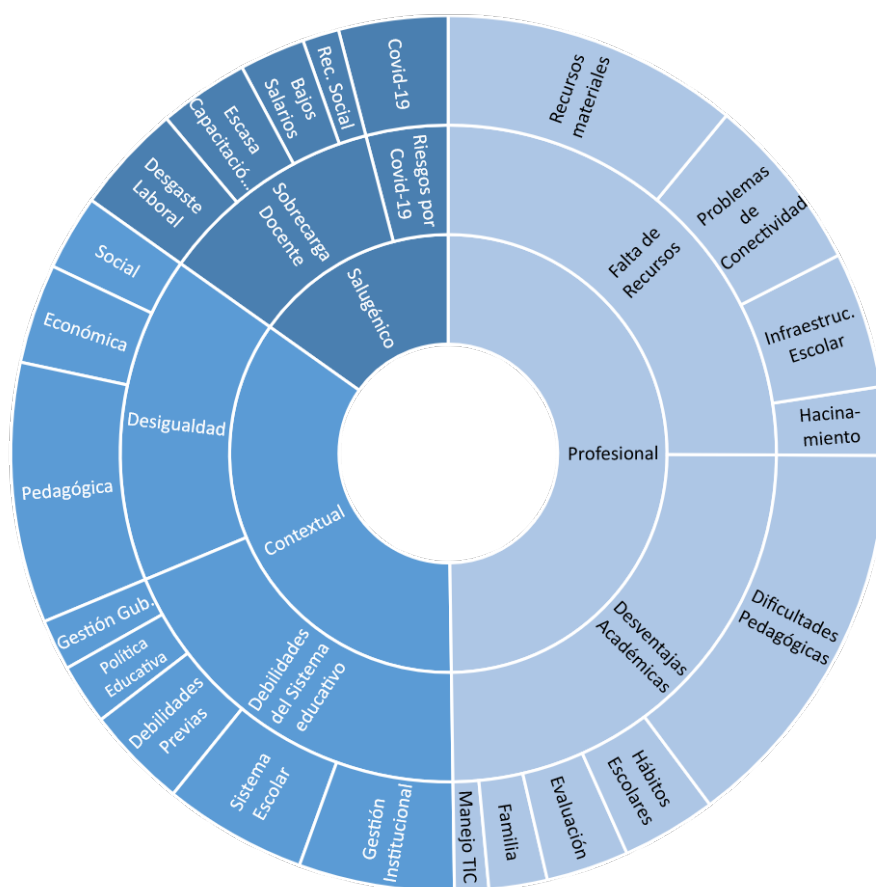 Covid-19
Rec. Social
Bajos
Salarios
Escasa
Capacitació...
Desgaste
Laboral
Riesgos por
Covid-19
Sobrecarga
Docente
Salugénico
Recursos
materiales
Problemas
de
Conectividad
Infraestruc.
Escolar
Hacina-
miento
Falta de
Recursos
Profesional
Desventajas
Académicas
Dificultades
Pedagógicas
Hábitos
Escolares
Evaluación
Familia
Manejo TIC
Social
Económica
Pedagógica
Desigualdad
Contextual
Debilidades
del Sistema
educativo
Gestión Gub.
Política
Educativa
Debilidades
Previas
Sistema
Escolar
Gestión
Institucional